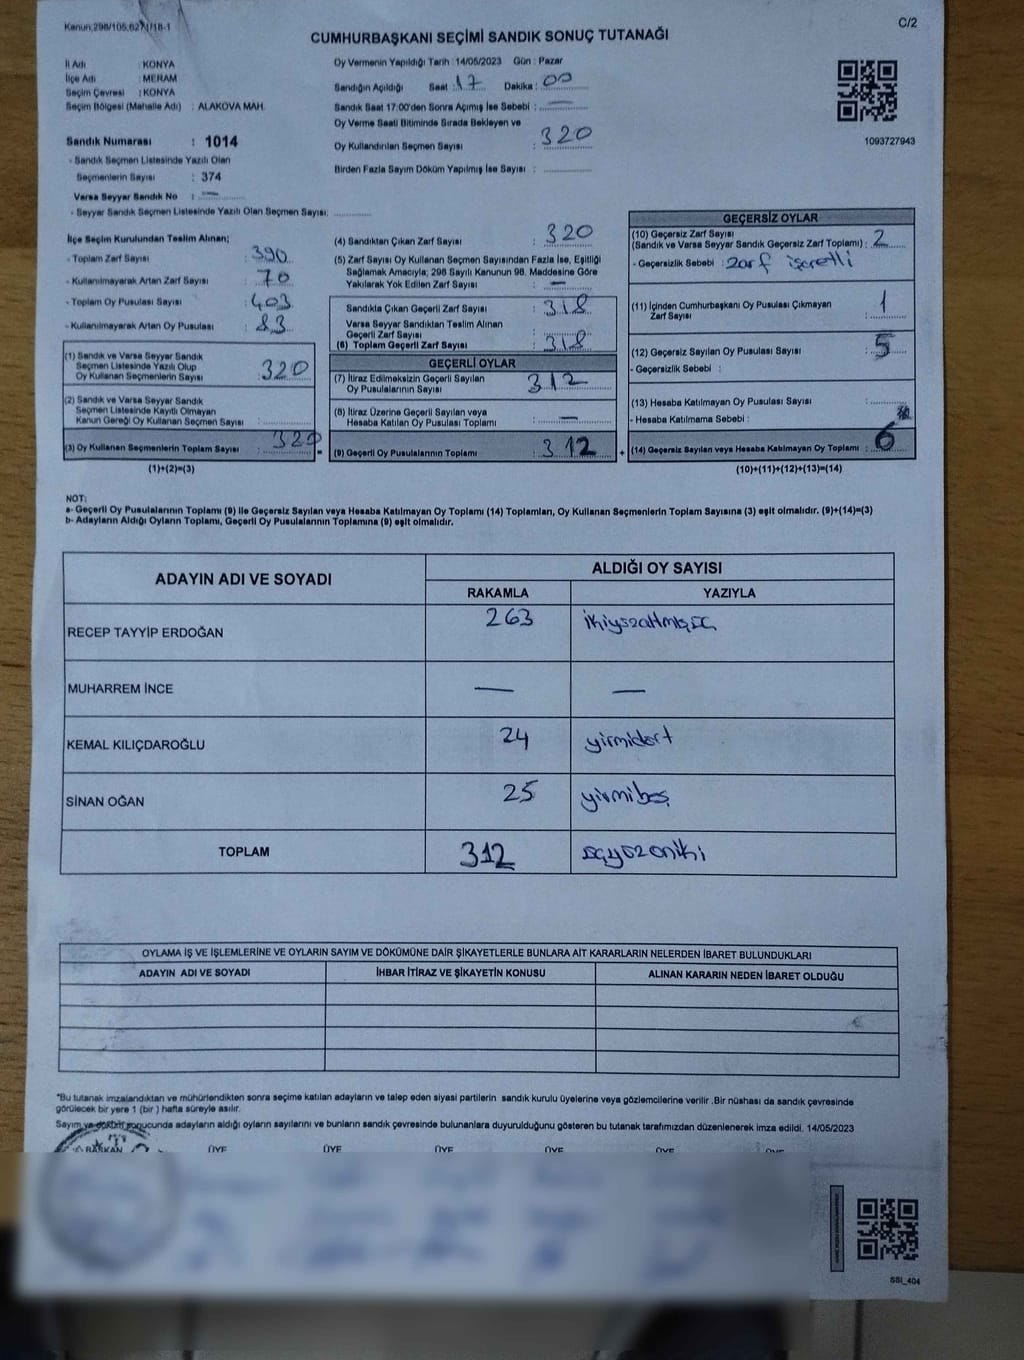 Kanun;298/105,627
/18-1
C/2
CUMHURBAŞKANI SEÇİMİ SANDIK SONUÇ TUTANAĞI
İl Adı : KONYA
İlçe Adı : MERAM
Seçim Çevresi : KONYA
Seçim Bölgesi (Mahalle Adı) : ALAKOVA MAH.
Sandık Numarası : 1014
- Sandık Seçmen Listesinde Yazılı Olan
Seçmenlerin Sayısı : 374
Varsa Seyyar Sandık No : —
- Seyyar Sandık Seçmen Listesinde Yazılı Olan Seçmen Sayısı:
Oy Vermenin Yapıldığı Tarih : 14/05/2023 Gün : Pazar
Sandığın Açıldığı Saat : 17 Dakika : 00
Sandık Saat 17:00'den Sonra Açımış İse Sebebi : —
Oy Verme Saati Bitiminde Sırada Bekleyen ve
Oy Kullandırılan Seçmen Sayısı : 320
Birden Fazla Sayım Döküm Yapılmış İse Sayısı :
1093727943
İlçe Seçim Kurulundan Teslim Alınan;
- Toplam Zarf Sayısı : 390
- Kullanılmayarak Artan Zarf Sayısı : 70
- Toplam Oy Pusulası Sayısı : 403
- Kullanılmayarak Artan Oy Pusulası : 83
(1) Sandık ve Varsa Seyyar Sandık
Seçmen Listesinde Yazılı Olup
Oy Kullanan Seçmenlerin Sayısı : 320
(2) Sandık ve Varsa Seyyar Sandık
Seçmen Listesinde Kayıtlı Olmayan
Kanun Gereği Oy Kullanan Seçmen Sayısı :
(3) Oy Kullanan Seçmenlerin Toplam Sayısı : 320
(1)+(2)=(3)
=
(4) Sandıktan Çıkan Zarf Sayısı : 320
(5) Zarf Sayısı Oy Kullanan Seçmen Sayısından Fazla İse, Eşitliği
Sağlamak Amacıyla; 298 Sayılı Kanunun 98. Maddesine Göre
Yakılarak Yok Edilen Zarf Sayısı : —
Sandıkta Çıkan Geçerli Zarf Sayısı : 318
Varsa Seyyar Sandıktan Teslim Alınan
Geçerli Zarf Sayısı :
(6) Toplam Geçerli Zarf Sayısı : 318
GEÇERLİ OYLAR
(7) İtiraz Edilmeksizin Geçerli Sayılan
Oy Pusulalarının Sayısı : 312
(8) İtiraz Üzerine Geçerli Sayılan veya
Hesaba Katılan Oy Pusulası Toplamı : —
(9) Geçerli Oy Pusulalarının Toplamı : 312
+
GEÇERSİZ OYLAR
(10) Geçersiz Zarf Sayısı
(Sandık ve Varsa Seyyar Sandık Geçersiz Zarf Toplamı) : 2
- Geçersizlik Sebebi : zarf işcretli
(11) İçinden Cumhurbaşkanı Oy Pusulası Çıkmayan
Zarf Sayısı : 1
(12) Geçersiz Sayılan Oy Pusulası Sayısı : 5
- Geçersizlik Sebebi :
(13) Hesaba Katılmayan Oy Pusulası Sayısı :
- Hesaba Katılmama Sebebi :
(14) Geçersiz Sayılan veya Hesaba Katılmayan Oy Toplamı : 6
(10)+(11)+(12)+(13)=(14)
NOT:
a- Geçerli Oy Pusulalarının Toplamı (9) ile Geçersiz Sayılan veya Hesaba Katılmayan Oy Toplamı (14) Toplamları, Oy Kullanan Seçmenlerin Toplam Sayısına (3) eşit olmalıdır. (9)+(14)=(3)
b- Adayların Aldığı Oyların Toplamı, Geçerli Oy Pusulalarının Toplamına (9) eşit olmalıdır.
ADAYIN ADI VE SOYADI
ALDIĞI OY SAYISI
RAKAMLA YAZIYLA
RECEP TAYYİP ERDOĞAN 263 ikiyüzaltmışüç
MUHARREM İNCE — —
KEMAL KILIÇDAROĞLU 24 yirmidört
SİNAN OĞAN 25 yirmibeş
TOPLAM 312 üçyüzoniki
OYLAMA İŞ VE İŞLEMLERİNE VE OYLARIN SAYIM VE DÖKÜMÜNE DAİR ŞİKAYETLERLE BUNLARA AİT KARARLARIN NELERDEN İBARET BULUNDUKLARI
ADAYIN ADI VE SOYADI İHBAR İTİRAZ VE ŞİKAYETİN KONUSU ALINAN KARARIN NEDEN İBARET OLDUĞU
*Bu tutanak imzalandıktan ve mühürlendikten sonra seçime katılan adayların ve talep eden siyasi partilerin sandık kurulu üyelerine veya gözlemcilerine verilir .Bir nüshası da sandık çevresinde
görülecek bir yere 1 (bir ) hafta süreyle asılır.
Sayım ve döküm sonucunda adayların aldığı oyların sayılarını ve bunların sandık çevresinde bulunanlara duyurulduğunu gösteren bu tutanak tarafımızdan düzenlenerek imza edildi. 14/05/2023
BAŞKAN ÜYE ÜYE ÜYE ÜYE ÜYE ÜYE
SSI_404